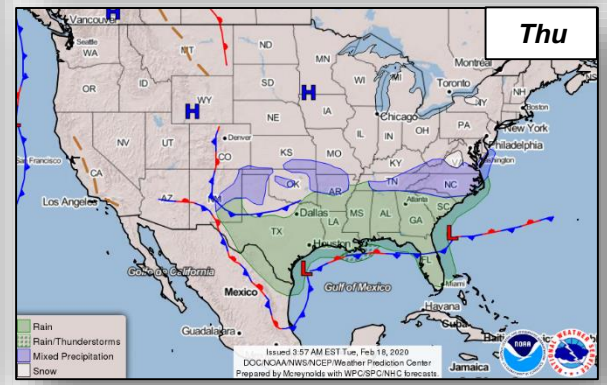 Thu
Vancouver
H
Seattle
WA
MT
ND
MN
Montreal
OR
ID
WY
H
SD
WI
MI
Toronto
NH
Boston
H
NE
IA
Chicago
PA
New York
Philadelphia
NV
UT
Denver
CO
KS
MO
IL
IN
OH
KY
VA
Washington
San Francisco
CA
Los Angeles
AZ
NM
OK
AR
TN
NC
Atlanta
SC
Dallas
TX
LA
MS
AL
GA
L
Houston
L
FL
Golfo de California
Mexico
Gulf of Mexico
Miami
Havana
Cuba
Guadalajara
Jamaica
Rain
Rain/Thunderstorms
Mixed Precipitation
Snow
Issued 3:57 AM EST Tue, Feb 18, 2020
DOC/NOAA/NWS/NCEP/Weather Prediction Center
Prepared by Mcreynolds with WPC/SPC/NHC forecasts.
NOAA